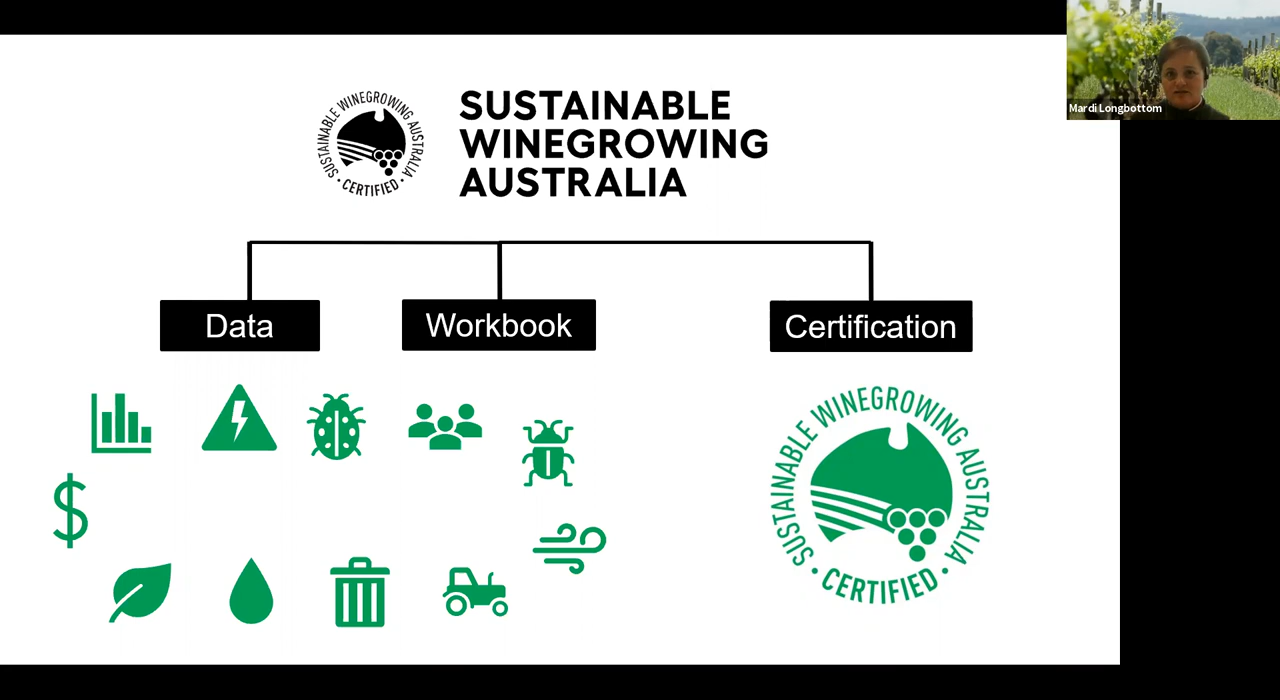 SUSTAINABLE WINEGROWING AUSTRALIA
• CERTIFIED •
SUSTAINABLE
WINEGROWING
AUSTRALIA
Mardi Longbottom
Data
Workbook
Certification
$
SUSTAINABLE WINEGROWING AUSTRALIA
• CERTIFIED •